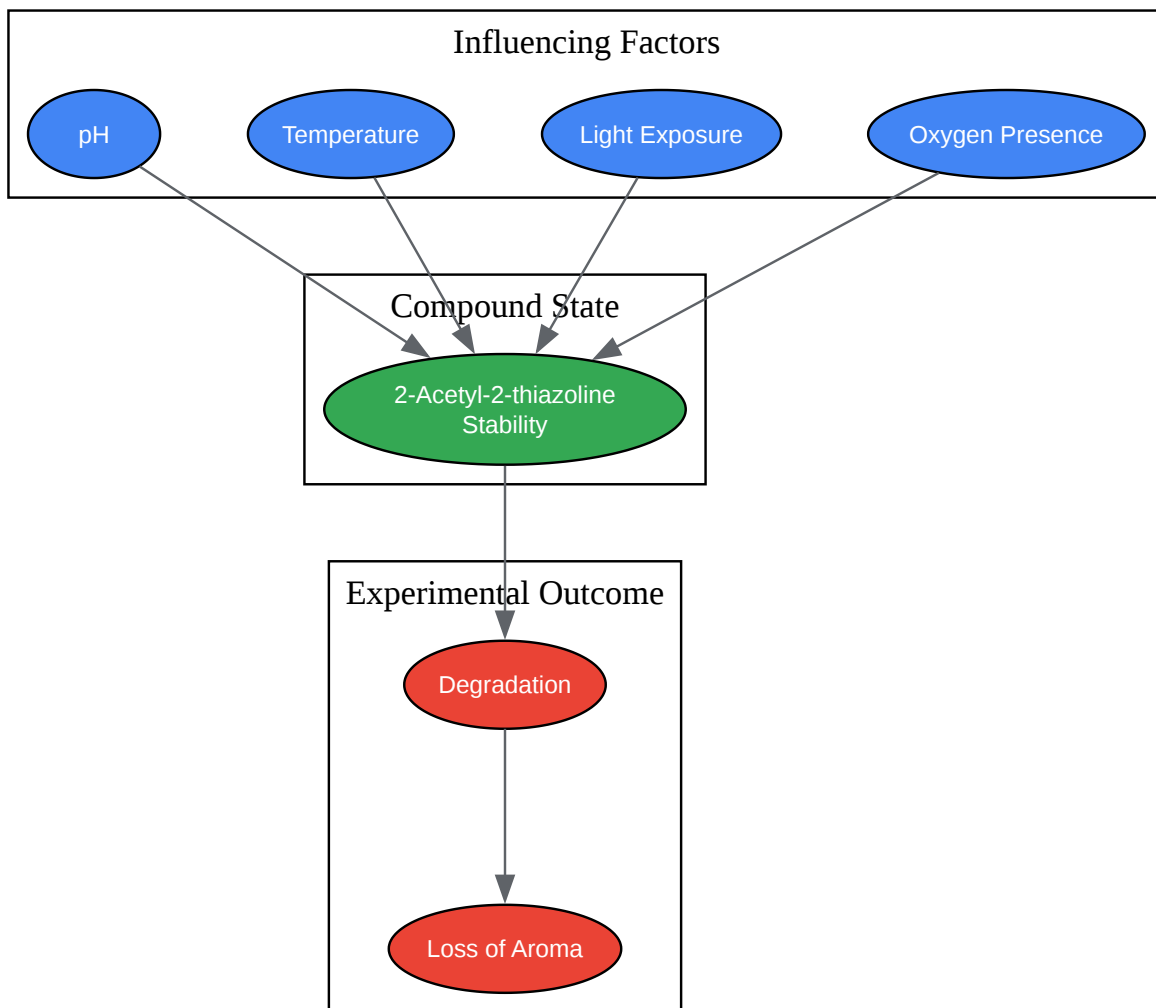 Influencing Factors
pH
Temperature
Light Exposure
Oxygen Presence
Compound State
2-Acetyl-2-thiazoline
Stability
Experimental Outcome
Degradation
Loss of Aroma